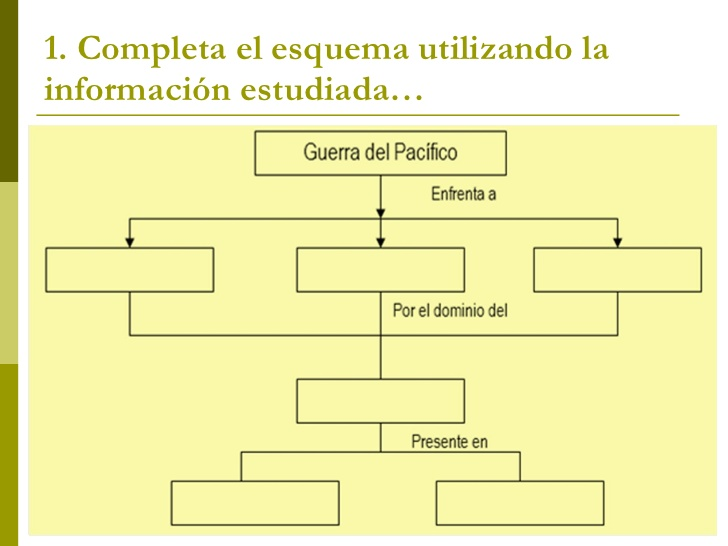 1. Completa el esquema utilizando la
información estudiada…
Guerra del Pacífico
Enfrenta a
Por el dominio del
Presente en